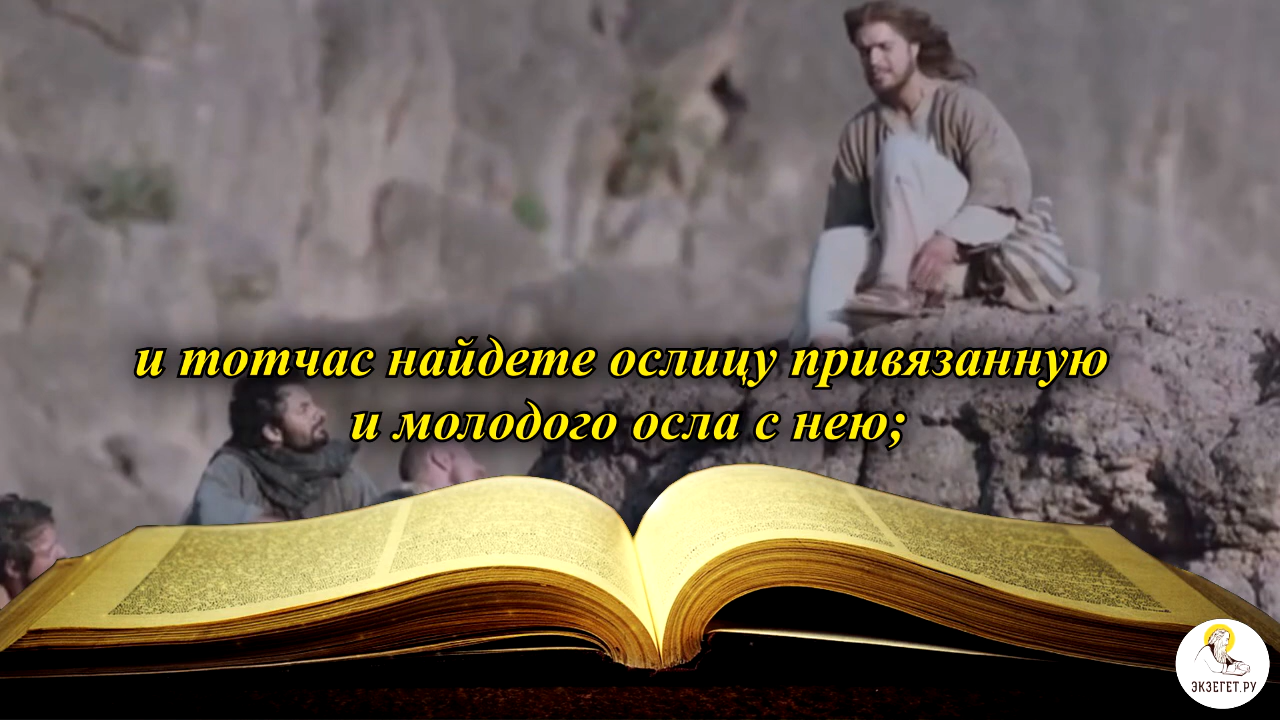 и тотчас найдете ослицу привязанную
и молодого осла с нею;
ЭКЗЕГЕТ.РУ